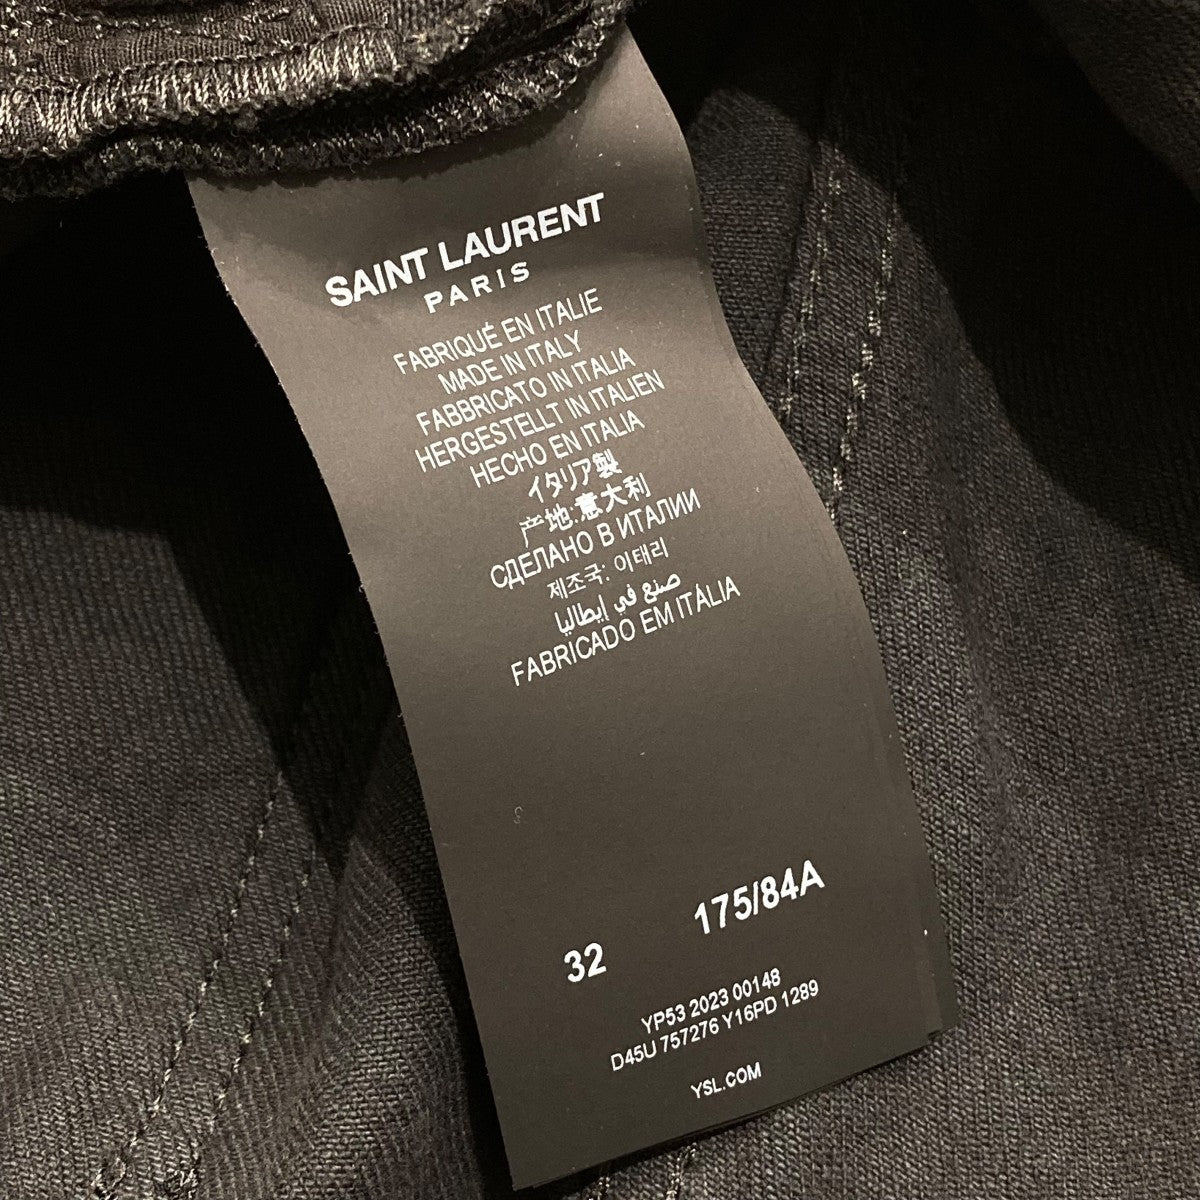 SAINT LAURENT
PARIS
FABRIQUÉ EN ITALIE
MADE IN ITALY
FABBRICATO IN ITALIA
HERGESTELLT IN ITALIEN
HECHO EN ITALIA
イタリア製
产地:意大利
СДЕЛАНО В ИТАЛИИ
제조국: 이태리
صنع في إيطاليا
FABRICADO EM ITÁLIA
32 175/84A
YP53 2023 00148
D45U 757276 Y16PD 1289
YSL.COM